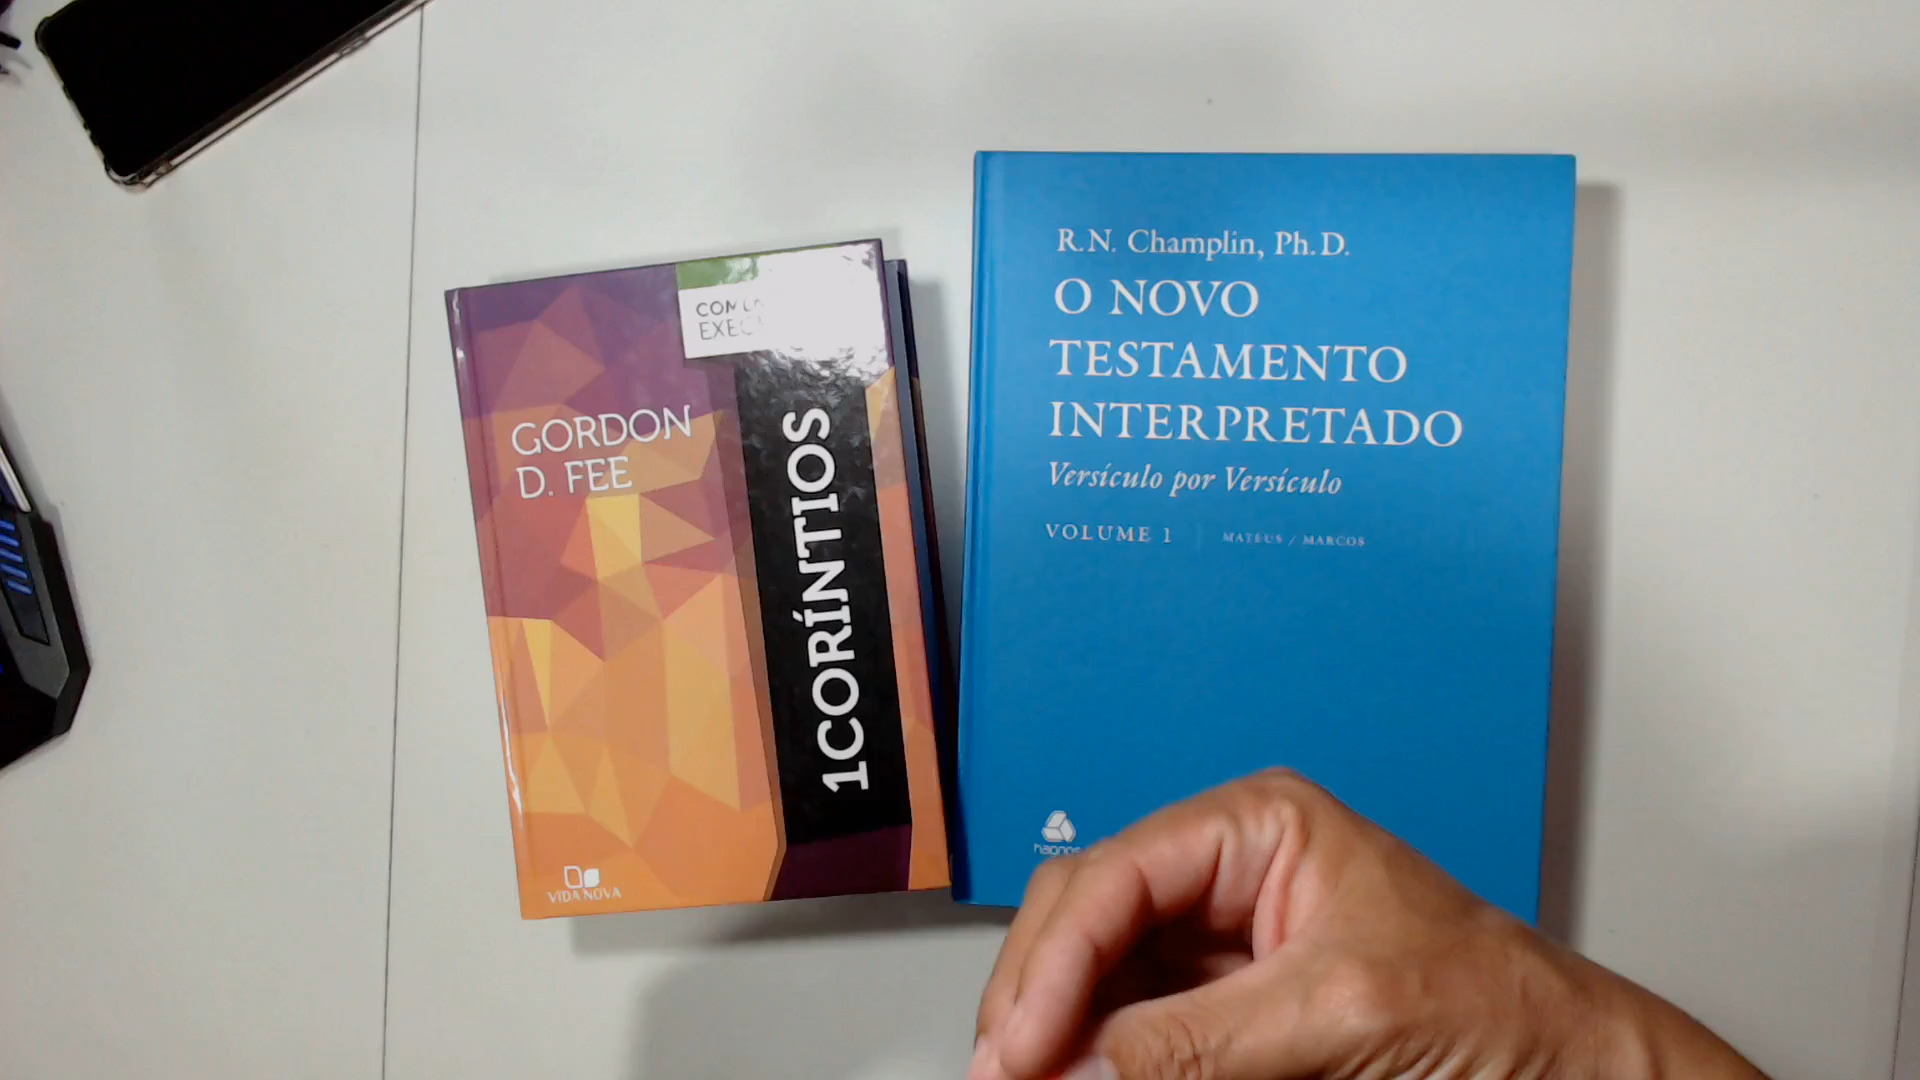 GORDON
D. FEE
1CORÍNTIOS
VIDA NOVA
R.N. Champlin, Ph.D.
O NOVO
TESTAMENTO
INTERPRETADO
Versículo por Versículo
VOLUME 1 | MATEUS / MARCOS